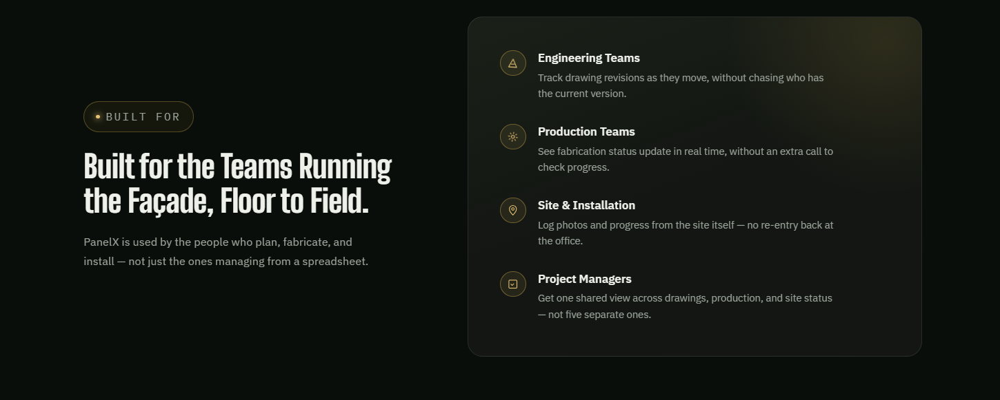 BUILT FOR
Built for the Teams Running
the Façade, Floor to Field.
PanelX is used by the people who plan, fabricate, and
install — not just the ones managing from a spreadsheet.
Engineering Teams
Track drawing revisions as they move, without chasing who has
the current version.
Production Teams
See fabrication status update in real time, without an extra call to
check progress.
Site & Installation
Log photos and progress from the site itself — no re-entry back at
the office.
Project Managers
Get one shared view across drawings, production, and site status
— not five separate ones.